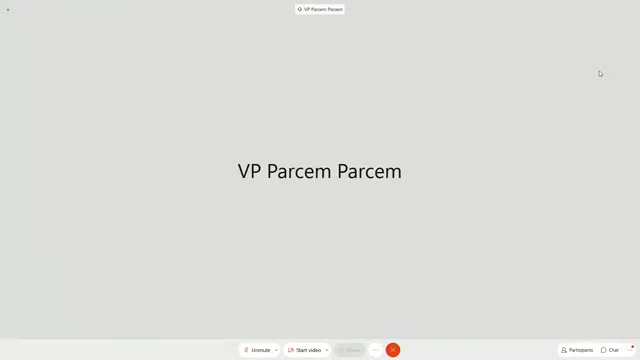 VP Parcem Parcem
VP Parcem Parcem
Unmute
Start video
Share
Participants
Chat